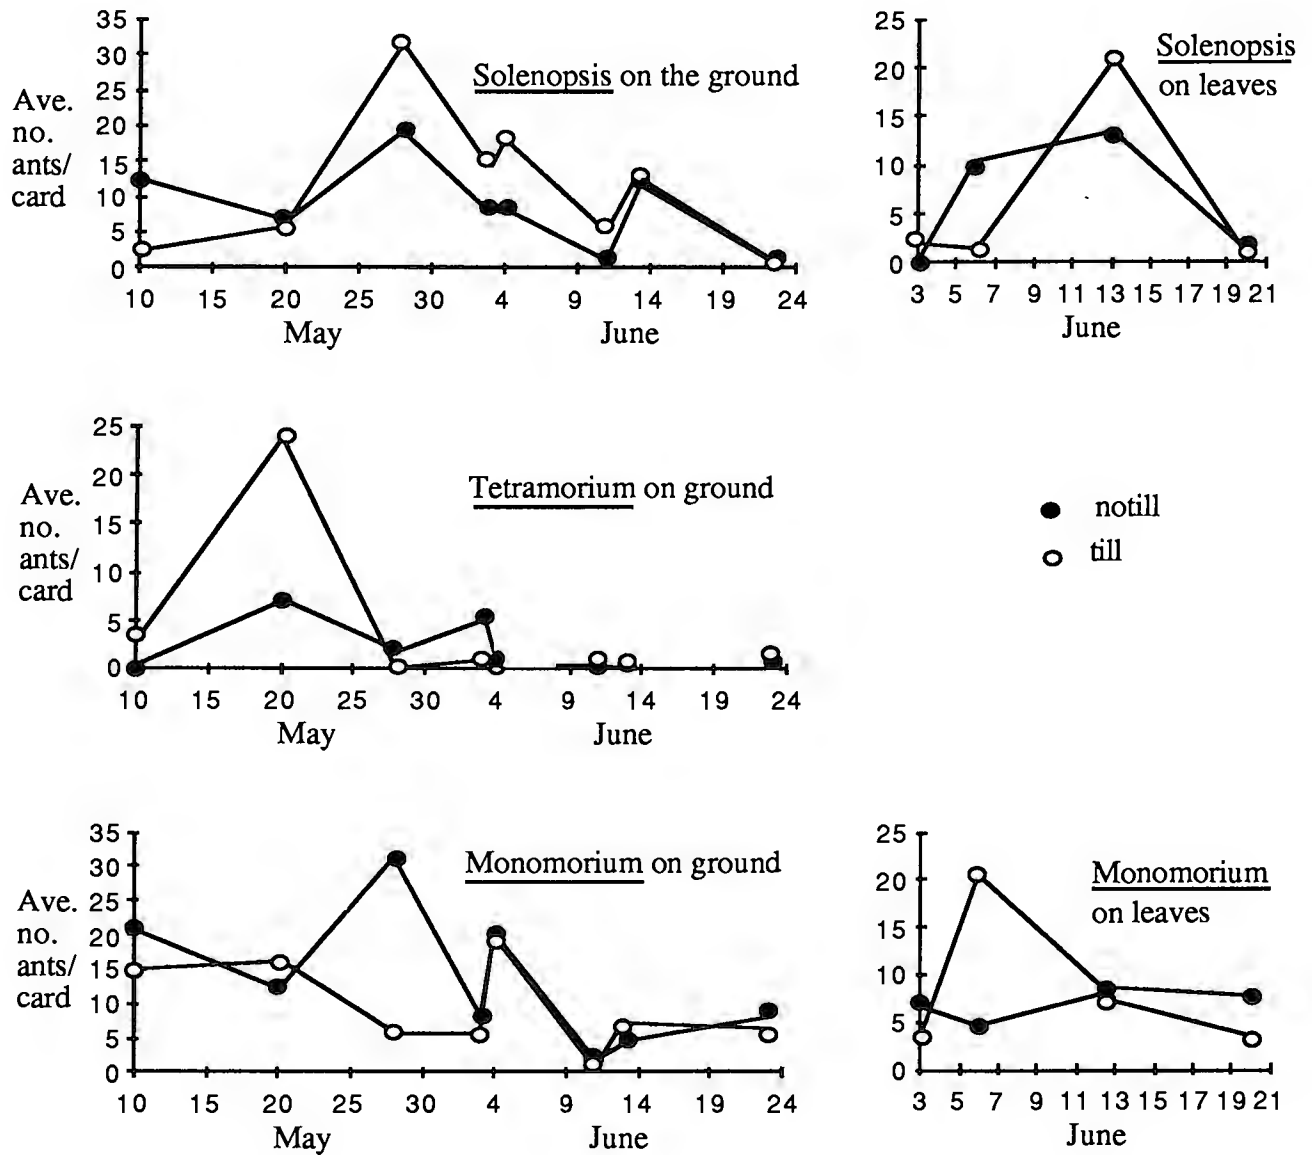 35
30
25
20
15
10
5
0
Ave.
no.
ants/
card
Solenopsis on the ground
10 15 20 25 30 4 9 14 19 24
May June
25
20
15
10
5
0
Solenopsis
on leaves
3 5 7 9 11 13 15 17 19 21
June
25
20
15
10
5
0
Ave.
no.
ants/
card
Tetramorium on ground
10 15 20 25 30 4 9 14 19 24
May June
notill
till
35
30
25
20
15
10
5
0
Ave.
no.
ants/
card
Monomorium on ground
10 15 20 25 30 4 9 14 19 24
May June
25
20
15
10
5
0
Monomorium
on leaves
3 5 7 9 11 13 15 17 19 21
June